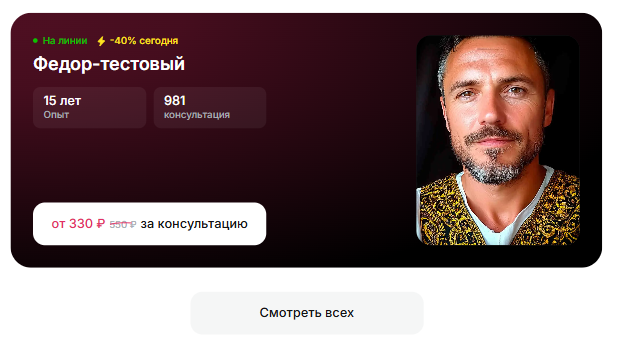 На линии -40% сегодня
Федор-тестовый
15 лет 981
Опыт консультация
от 330 ₽ 550 ₽ за консультацию
Смотреть всех